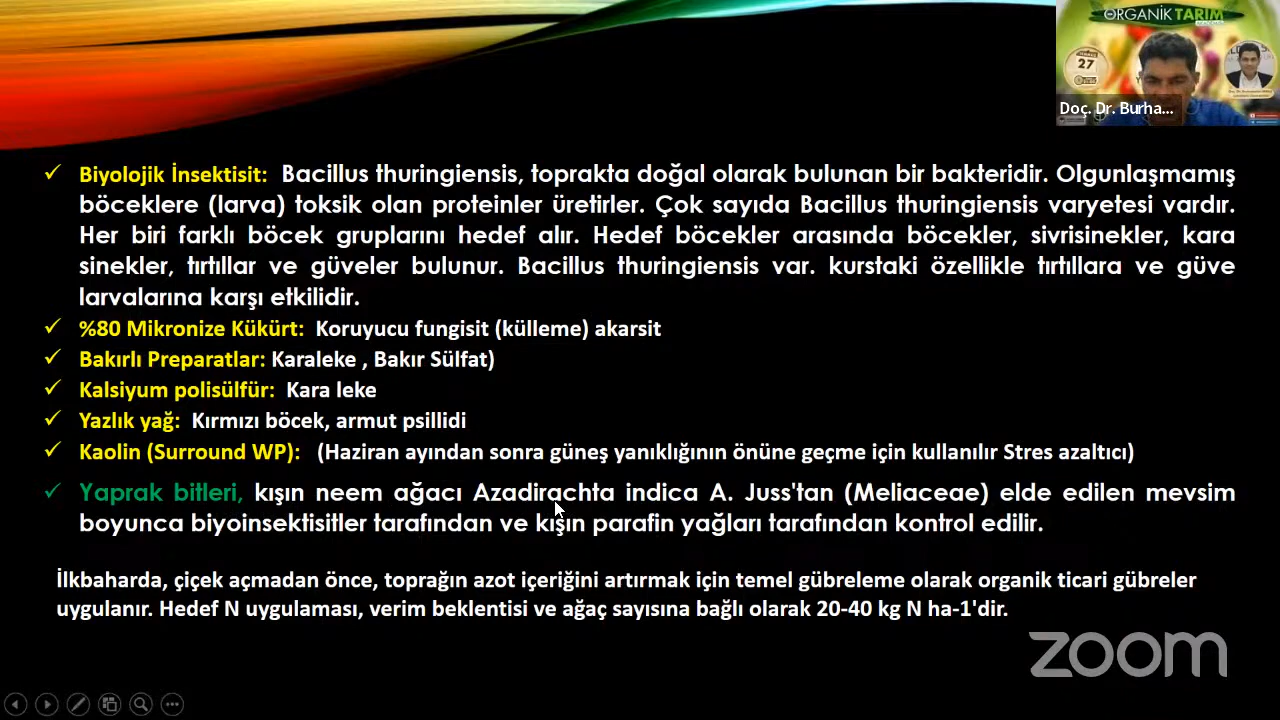 ORGANİK TARIM
27
Doç. Dr. Burha...
✓ Biyolojik İnsektisit: Bacillus thuringiensis, toprakta doğal olarak bulunan bir bakteridir. Olgunlaşmamış
böceklere (larva) toksik olan proteinler üretirler. Çok sayıda Bacillus thuringiensis varyetesi vardır.
Her biri farklı böcek gruplarını hedef alır. Hedef böcekler arasında böcekler, sivrisinekler, kara
sinekler, tırtıllar ve güveler bulunur. Bacillus thuringiensis var. kurstaki özellikle tırtıllara ve güve
larvalarına karşı etkilidir.
✓ %80 Mikronize Kükürt: Koruyucu fungisit (külleme) akarsit
✓ Bakırlı Preparatlar: Karaleke , Bakır Sülfat)
✓ Kalsiyum polisülfür: Kara leke
✓ Yazlık yağ: Kırmızı böcek, armut psillidi
✓ Kaolin (Surround WP): (Haziran ayından sonra güneş yanıklığının önüne geçme için kullanılır Stres azaltıcı)
✓ Yaprak bitleri, kışın neem ağacı Azadirachta indica A. Juss'tan (Meliaceae) elde edilen mevsim
boyunca biyoinsektisitler tarafından ve kışın parafin yağları tarafından kontrol edilir.
İlkbaharda, çiçek açmadan önce, toprağın azot içeriğini artırmak için temel gübreleme olarak organik ticari gübreler
uygulanır. Hedef N uygulaması, verim beklentisi ve ağaç sayısına bağlı olarak 20-40 kg N ha-1'dir.
zoom